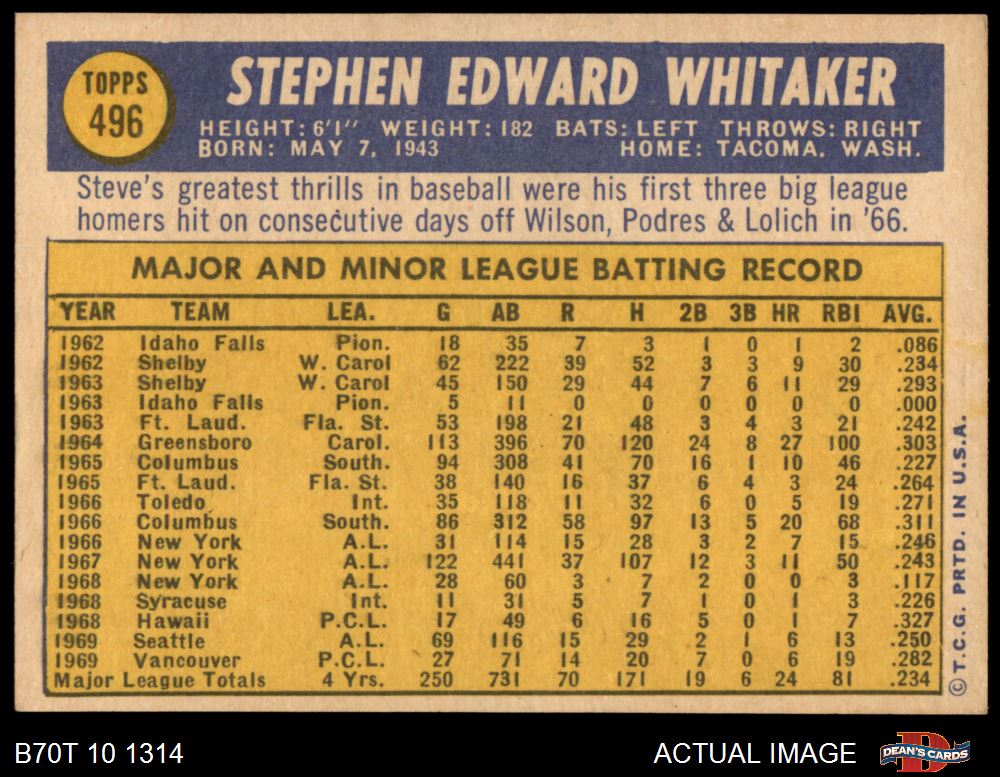 TOPPS
496
STEPHEN EDWARD WHITAKER
HEIGHT: 6'1" WEIGHT: 182 BATS: LEFT THROWS: RIGHT
BORN: MAY 7, 1943 HOME: TACOMA, WASH.
Steve's greatest thrills in baseball were his first three big league
homers hit on consecutive days off Wilson, Podres & Lolich in '66.
MAJOR AND MINOR LEAGUE BATTING RECORD
YEAR TEAM LEA. G AB R H 2B 3B HR RBI AVG.
1962 Idaho Falls Pion. 18 35 7 3 1 0 1 2 .086
1962 Shelby W. Carol 62 222 39 52 3 3 9 30 .234
1963 Shelby W. Carol 45 150 29 44 7 6 11 29 .293
1963 Idaho Falls Pion. 5 11 0 0 0 0 0 0 .000
1963 Ft. Laud. Fla. St. 53 198 21 48 3 4 3 21 .242
1964 Greensboro Carol. 113 396 70 120 24 8 27 100 .303
1965 Columbus South. 94 308 41 70 16 1 10 46 .227
1965 Ft. Laud. Fla. St. 38 140 16 37 6 4 3 24 .264
1966 Toledo Int. 35 118 11 32 6 0 5 19 .271
1966 Columbus South. 86 312 58 97 13 5 20 68 .311
1966 New York A.L. 31 114 15 28 3 2 7 15 .246
1967 New York A.L. 122 441 37 107 12 3 11 50 .243
1968 New York A.L. 28 60 3 7 2 0 0 3 .117
1968 Syracuse Int. 11 31 5 7 1 0 1 3 .226
1968 Hawaii P.C.L. 17 49 6 16 5 0 1 7 .327
1969 Seattle A.L. 69 116 15 29 2 1 6 13 .250
1969 Vancouver P.C.L. 27 71 14 20 7 0 6 19 .282
Major League Totals 4 Yrs. 250 731 70 171 19 6 24 81 .234
© T.C.G. PRTD. IN U.S.A.
B70T 10 1314 ACTUAL IMAGE
DEAN'S CARDS